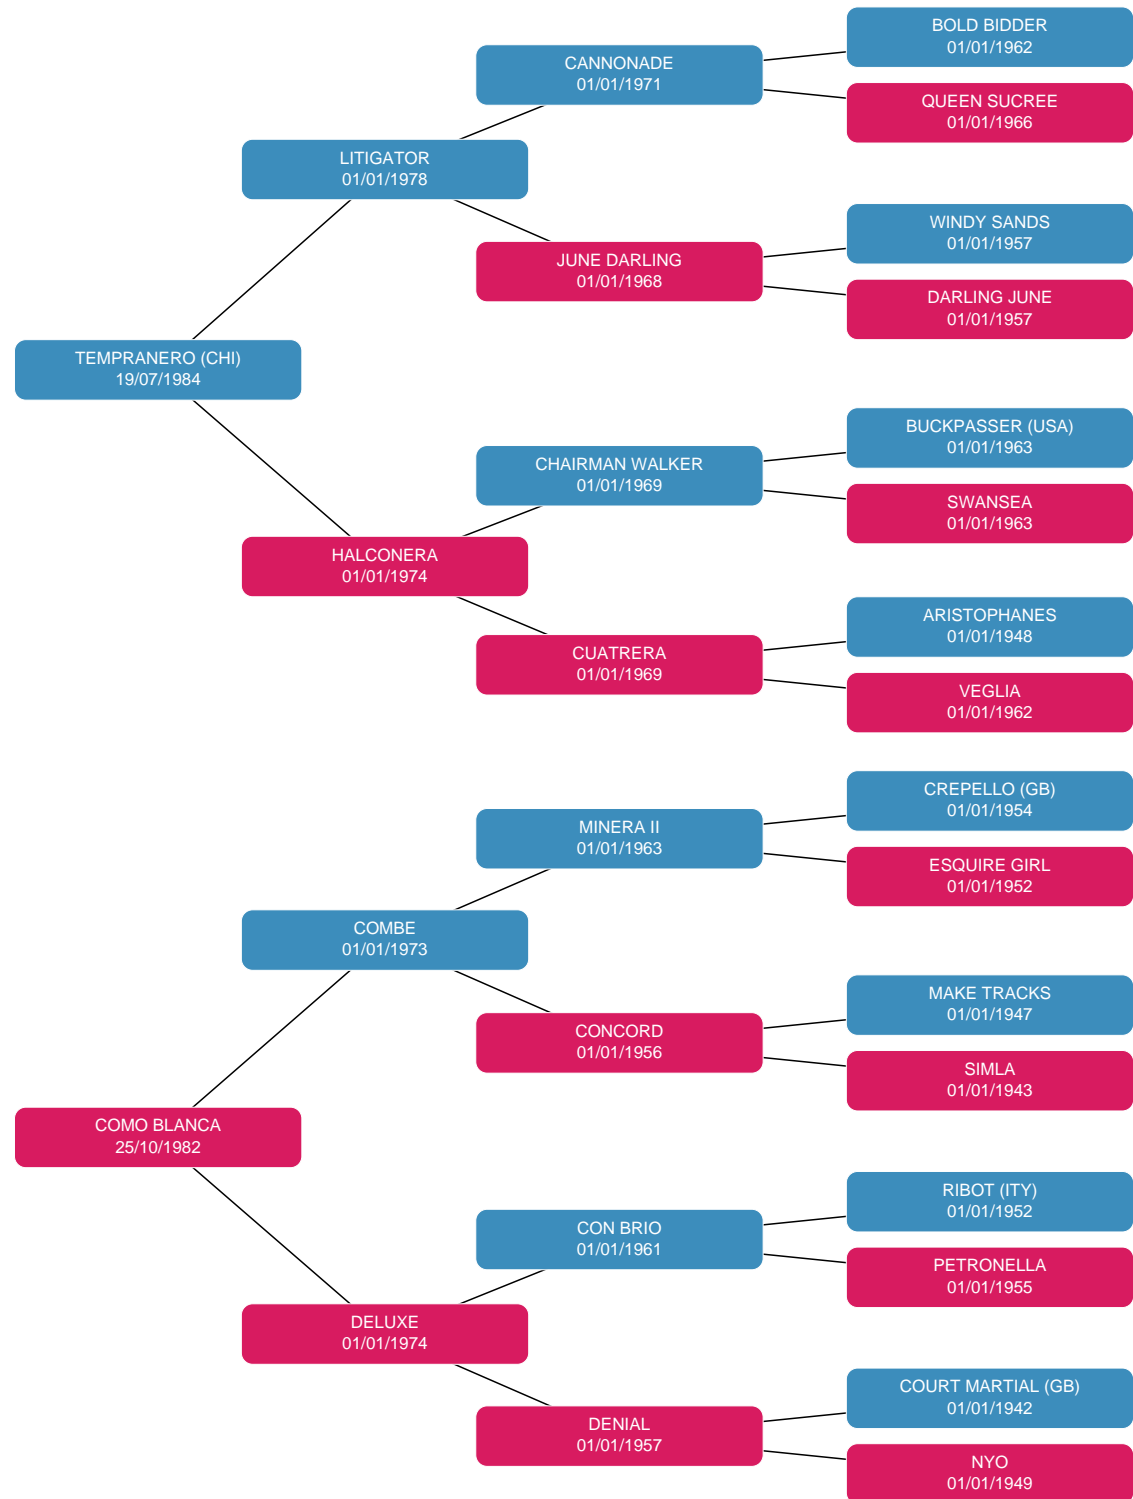 BOLD BIDDER
01/01/1962
CANNONADE
01/01/1971
QUEEN SUCREE
01/01/1966
LITIGATOR
01/01/1978
WINDY SANDS
01/01/1957
JUNE DARLING
01/01/1968
DARLING JUNE
01/01/1957
TEMPRANERO (CHI)
19/07/1984
BUCKPASSER (USA)
01/01/1963
CHAIRMAN WALKER
01/01/1969
SWANSEA
01/01/1963
HALCONERA
01/01/1974
ARISTOPHANES
01/01/1948
CUATRERA
01/01/1969
VEGLIA
01/01/1962
CREPELLO (GB)
01/01/1954
MINERA II
01/01/1963
ESQUIRE GIRL
01/01/1952
COMBE
01/01/1973
MAKE TRACKS
01/01/1947
CONCORD
01/01/1956
SIMLA
01/01/1943
COMO BLANCA
25/10/1982
RIBOT (ITY)
01/01/1952
CON BRIO
01/01/1961
PETRONELLA
01/01/1955
DELUXE
01/01/1974
COURT MARTIAL (GB)
01/01/1942
DENIAL
01/01/1957
NYO
01/01/1949